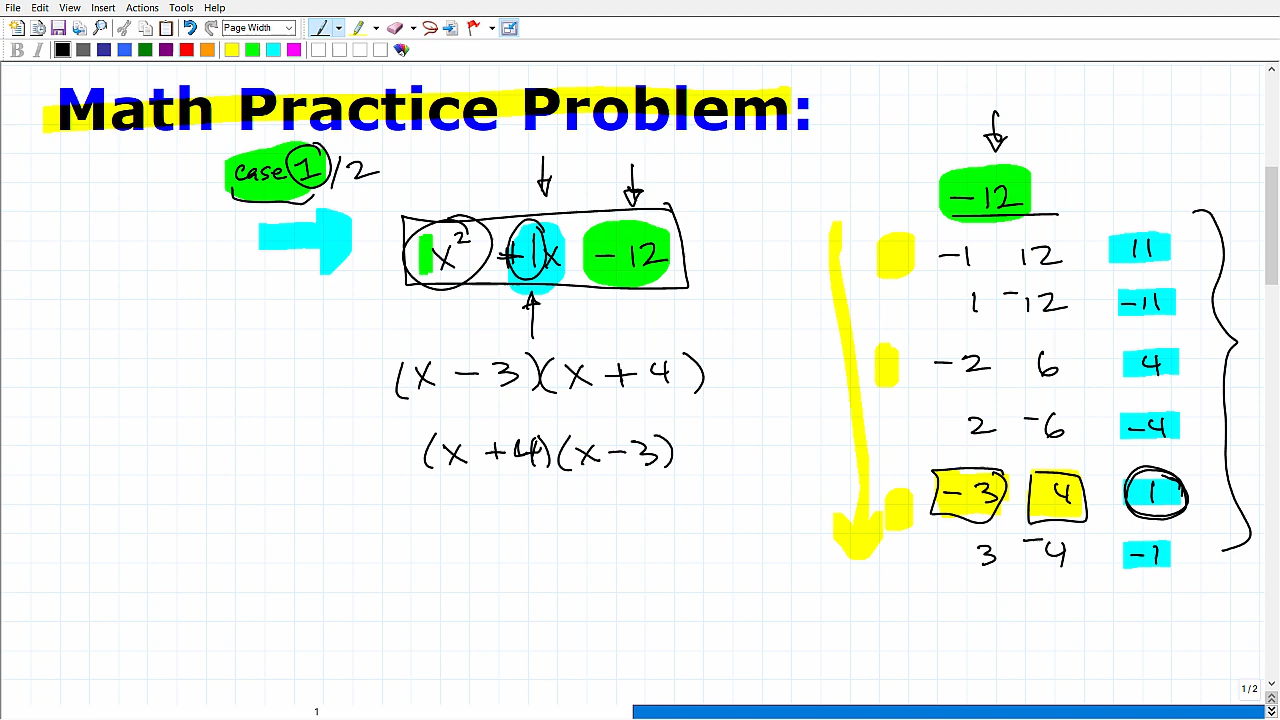 File Edit View Insert Actions Tools Help
Page Width
B I
Math Practice Problem:
case 1/2
1x² +1x -12
(x - 3)(x + 4)
(x + 4)(x - 3)
-12
-1 12 11
1 -12 -11
-2 6 4
2 -6 -4
-3 4 1
3 -4 -1
1/2
1